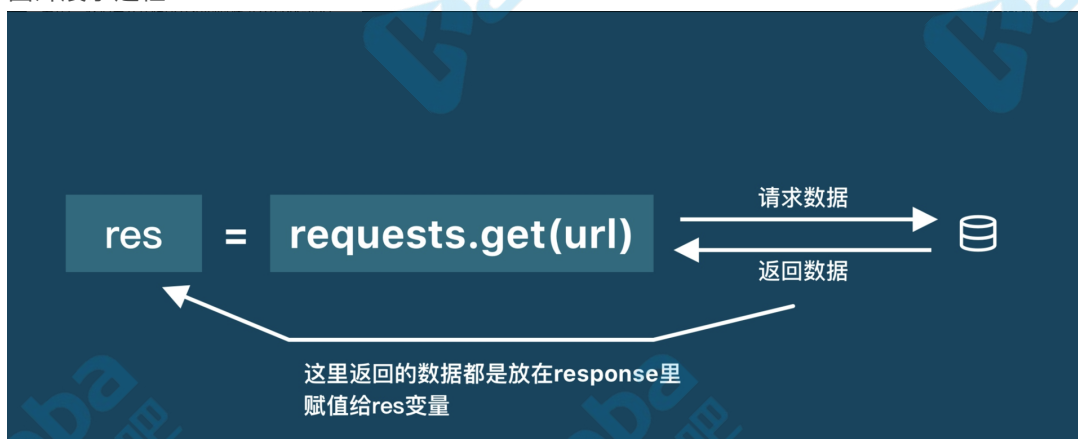 res = requests.get(url)
请求数据
返回数据
这里返回的数据都是放在response里
赋值给res变量